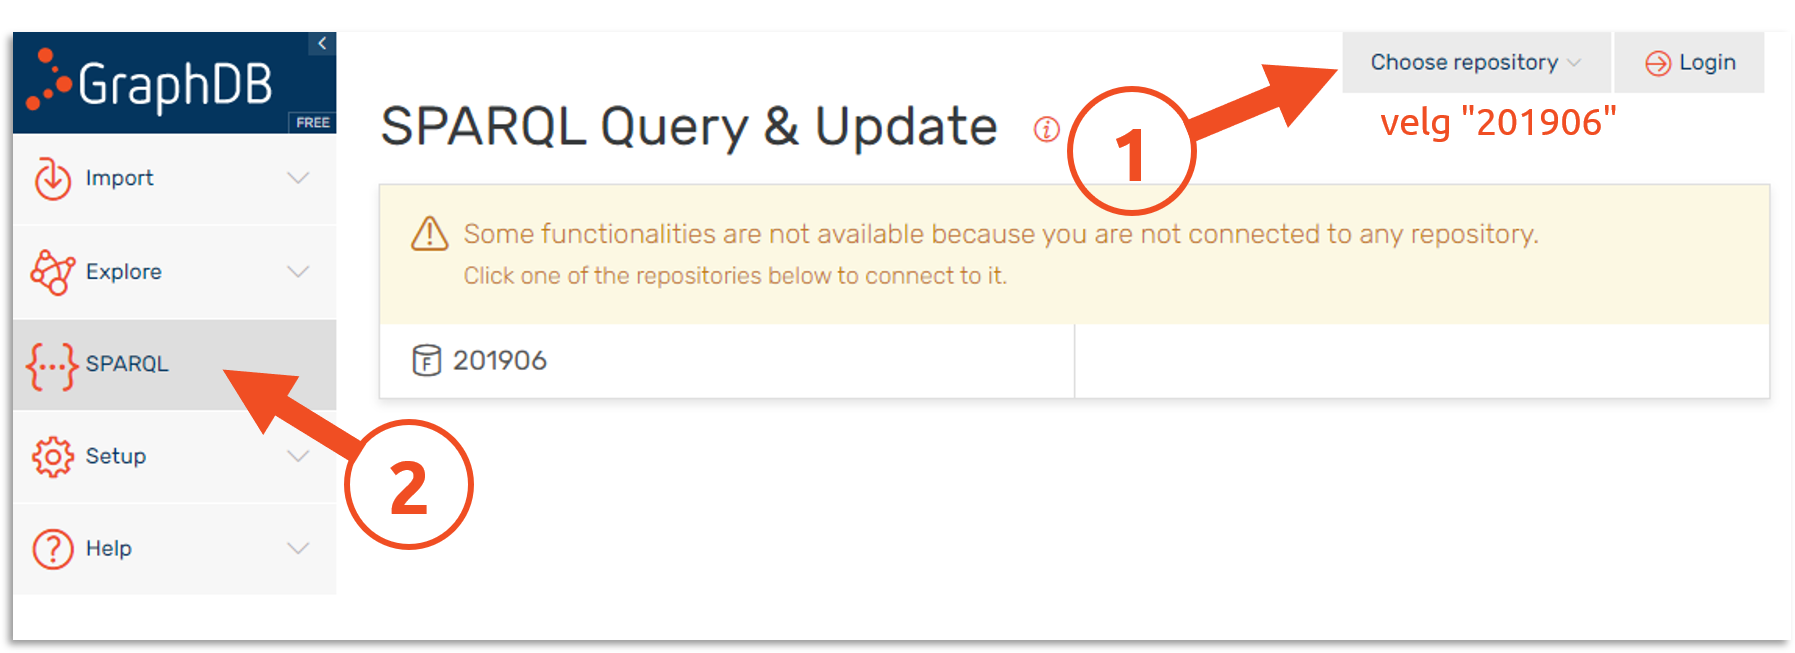 GraphDB
FREE
Import
Explore
SPARQL
Setup
Help
SPARQL Query & Update
Choose repository
Login
1
velg "201906"
Some functionalities are not available because you are not connected to any repository.
Click one of the repositories below to connect to it.
201906
2